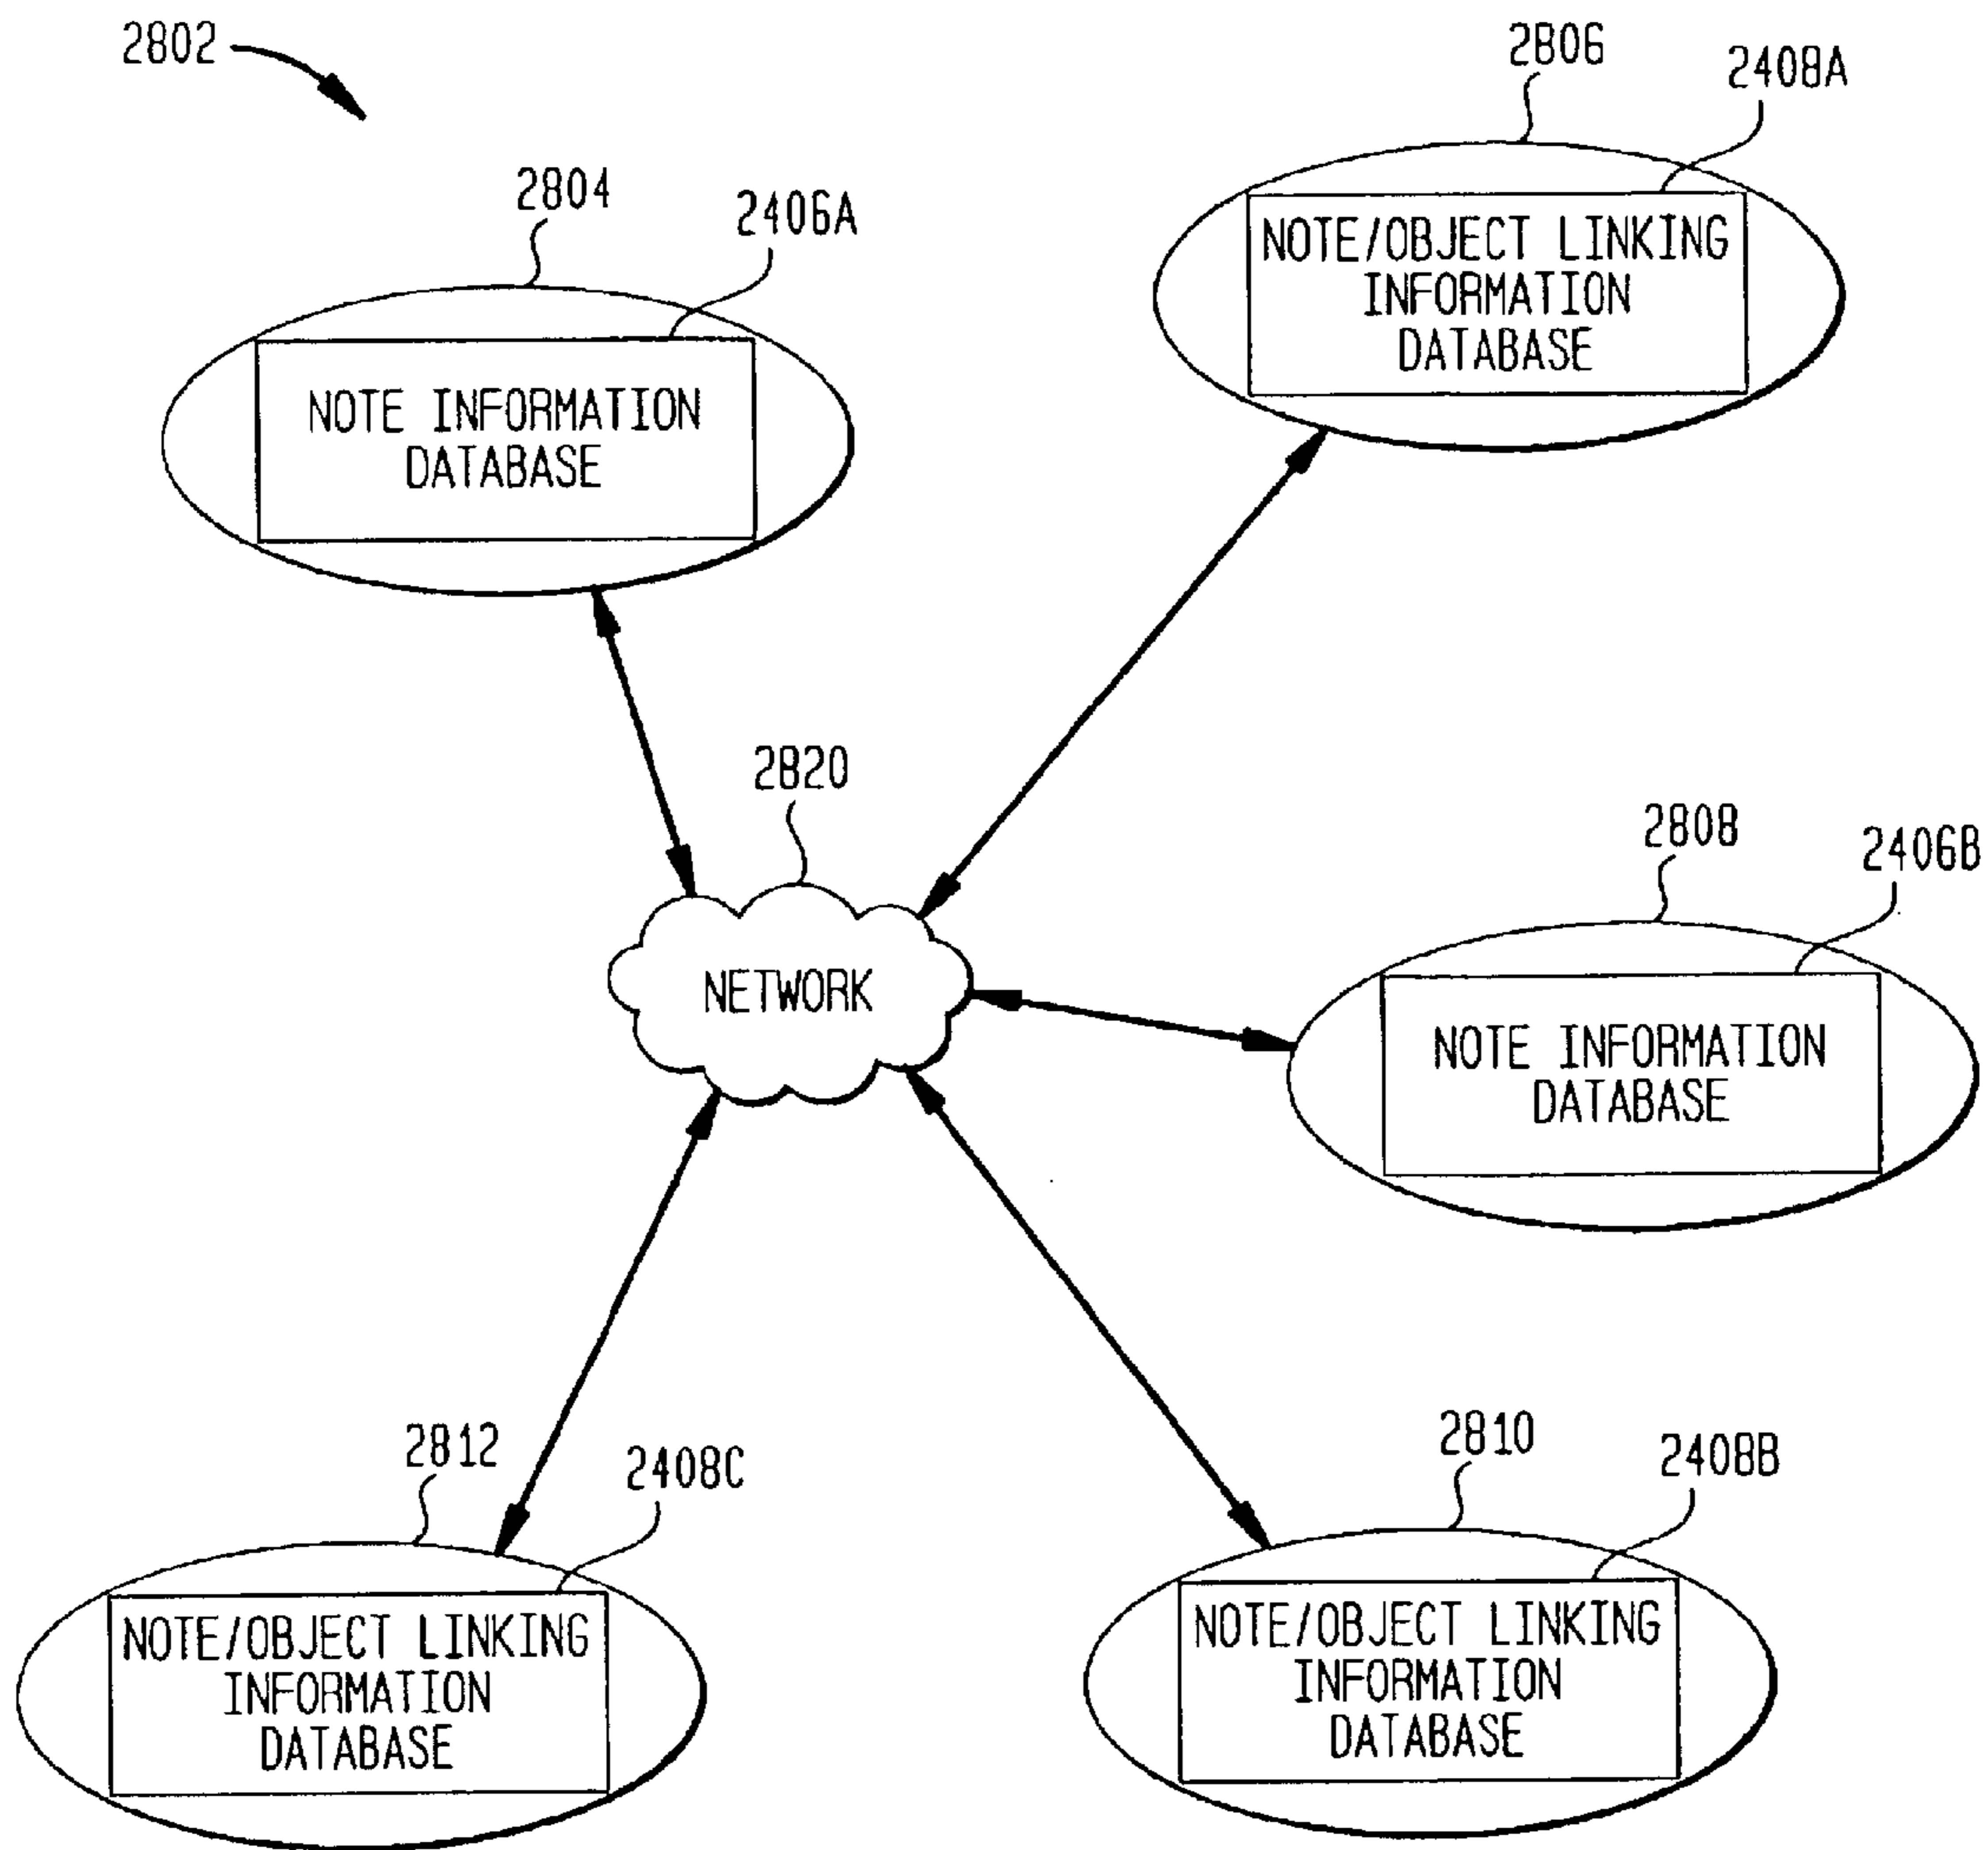 2802
2806
2408A
NOTE/OBJECT LINKING
INFORMATION
DATABASE
2804
2406A
NOTE INFORMATION
DATABASE
2820
NETWORK
2808
2406B
NOTE INFORMATION
DATABASE
2812
2408C
NOTE/OBJECT LINKING
INFORMATION
DATABASE
2810
2408B
NOTE/OBJECT LINKING
INFORMATION
DATABASE